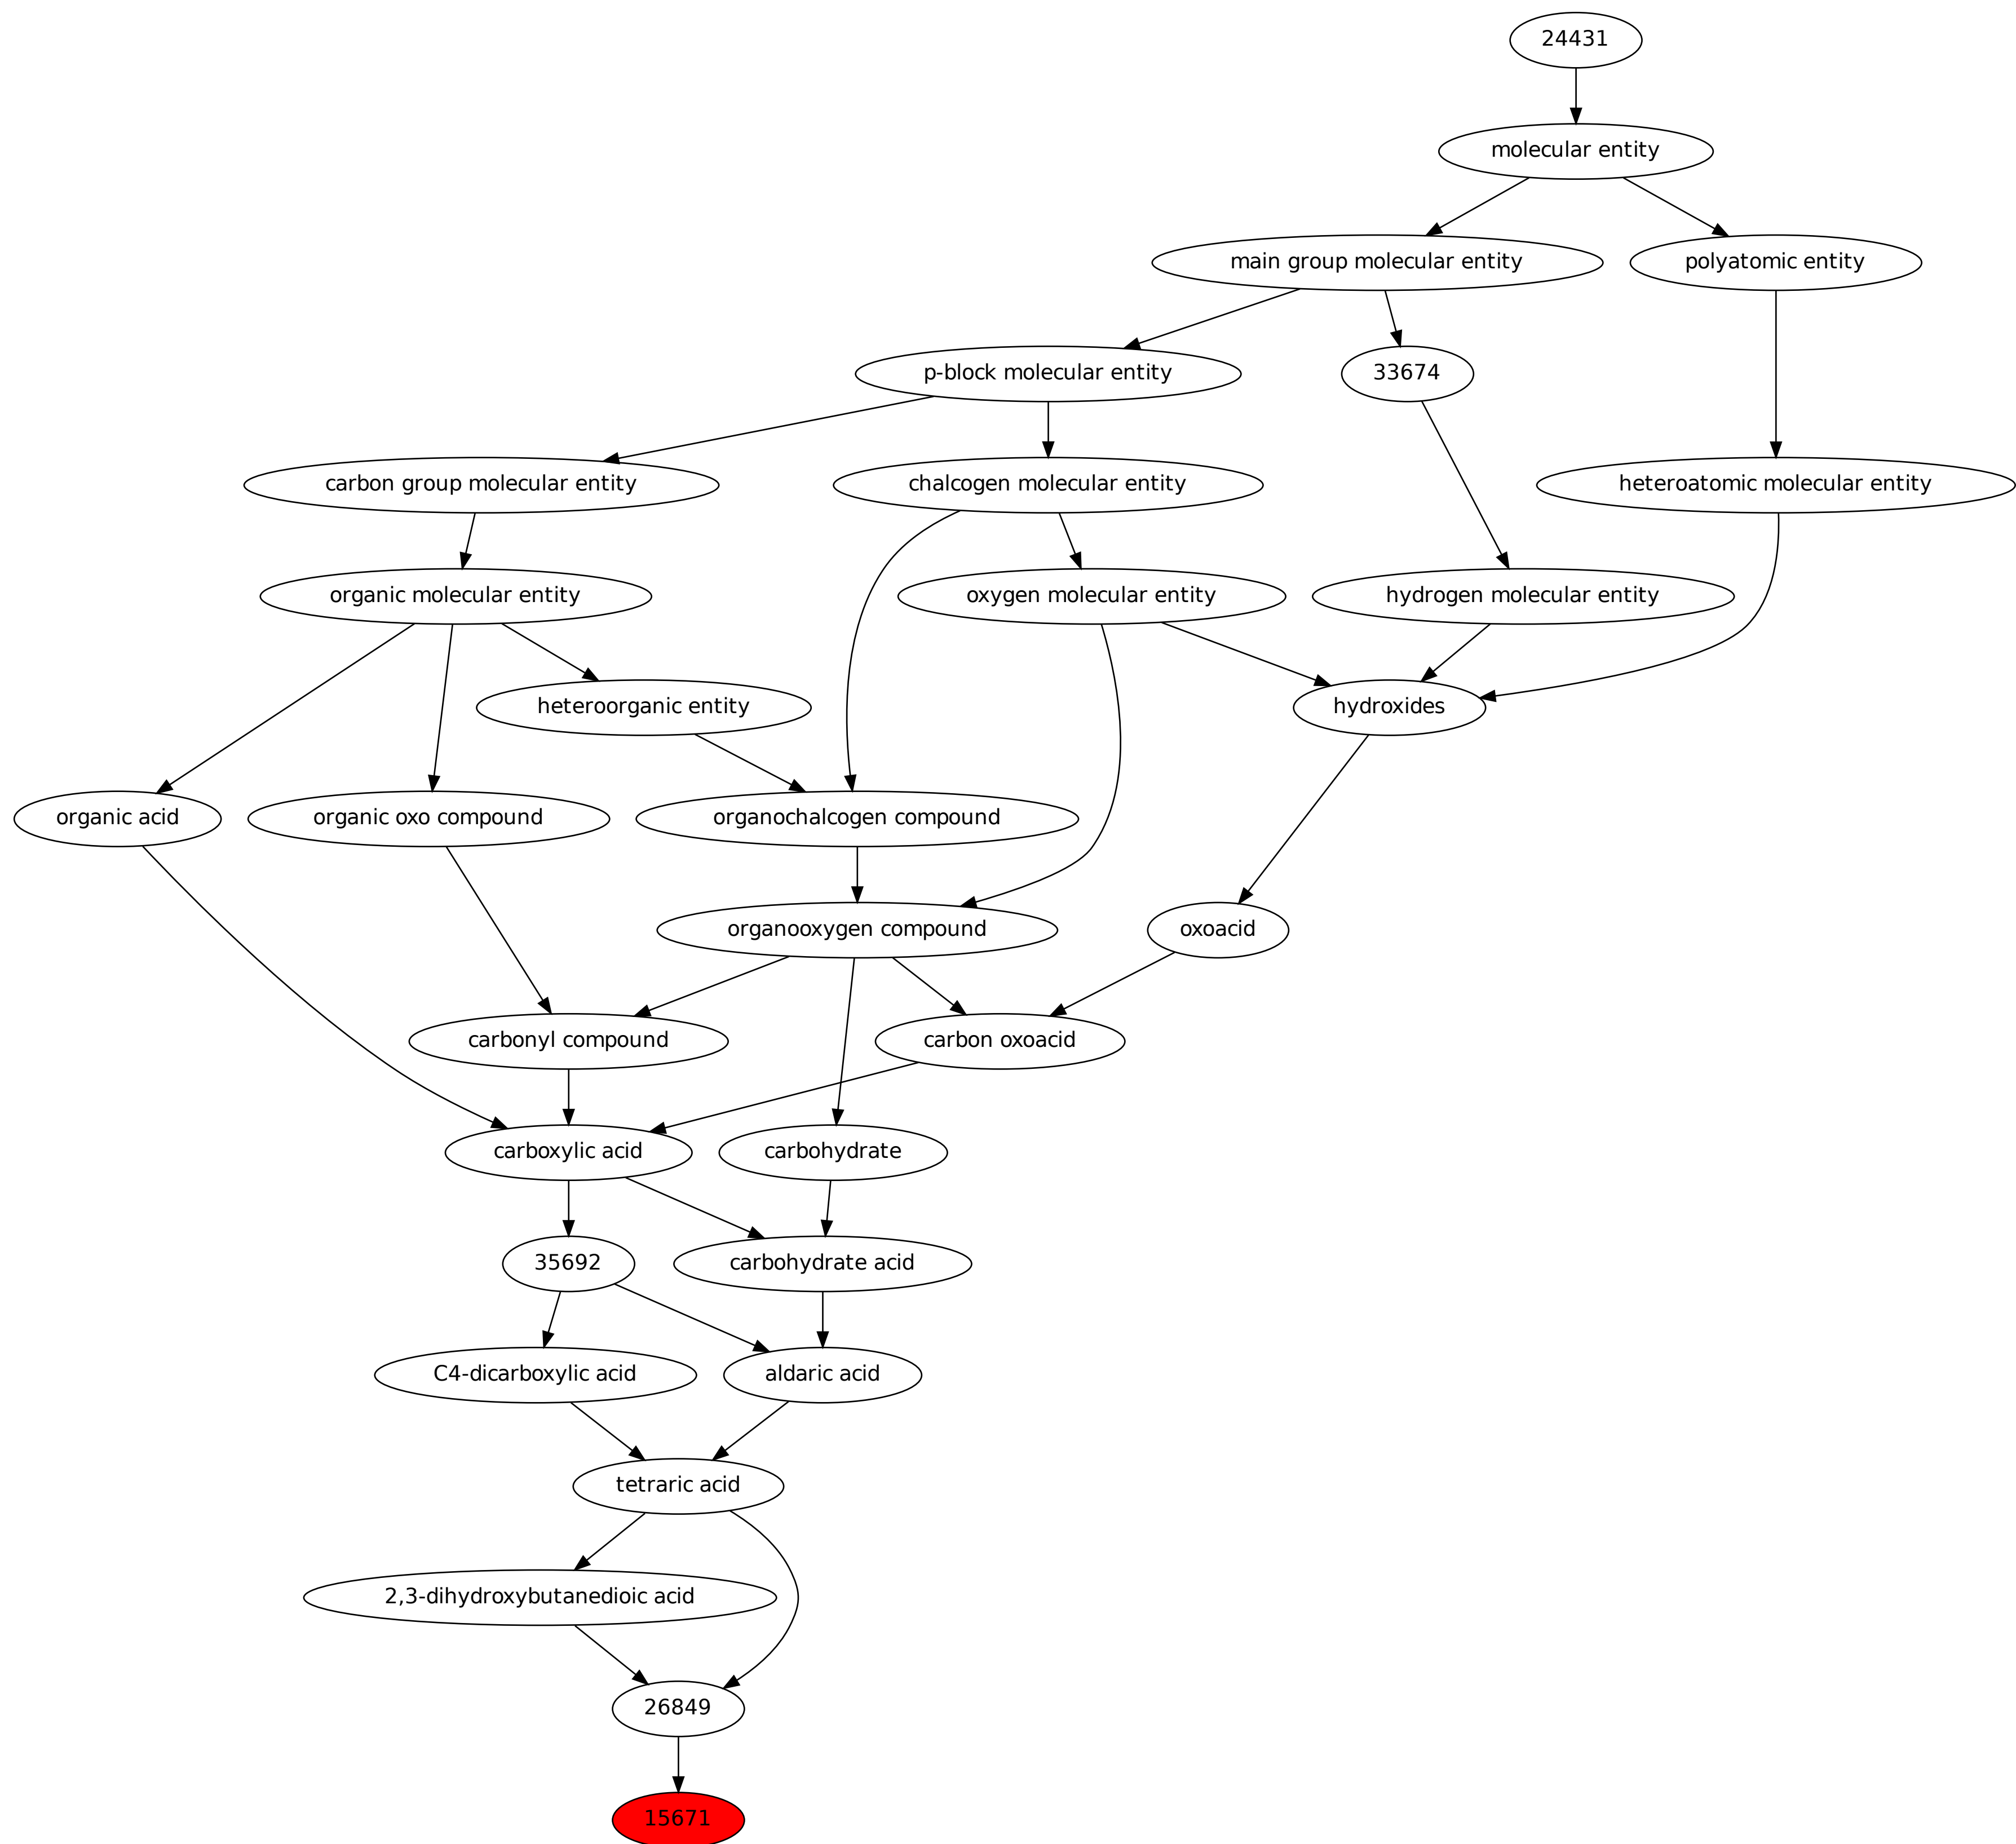 24431
molecular entity
main group molecular entity
polyatomic entity
p-block molecular entity
33674
carbon group molecular entity
chalcogen molecular entity
heteroatomic molecular entity
organic molecular entity
oxygen molecular entity
hydrogen molecular entity
heteroorganic entity
hydroxides
organic acid
organic oxo compound
organochalcogen compound
organooxygen compound
oxoacid
carbonyl compound
carbon oxoacid
carboxylic acid
carbohydrate
35692
carbohydrate acid
C4-dicarboxylic acid
aldaric acid
tetraric acid
2,3-dihydroxybutanedioic acid
26849
15671